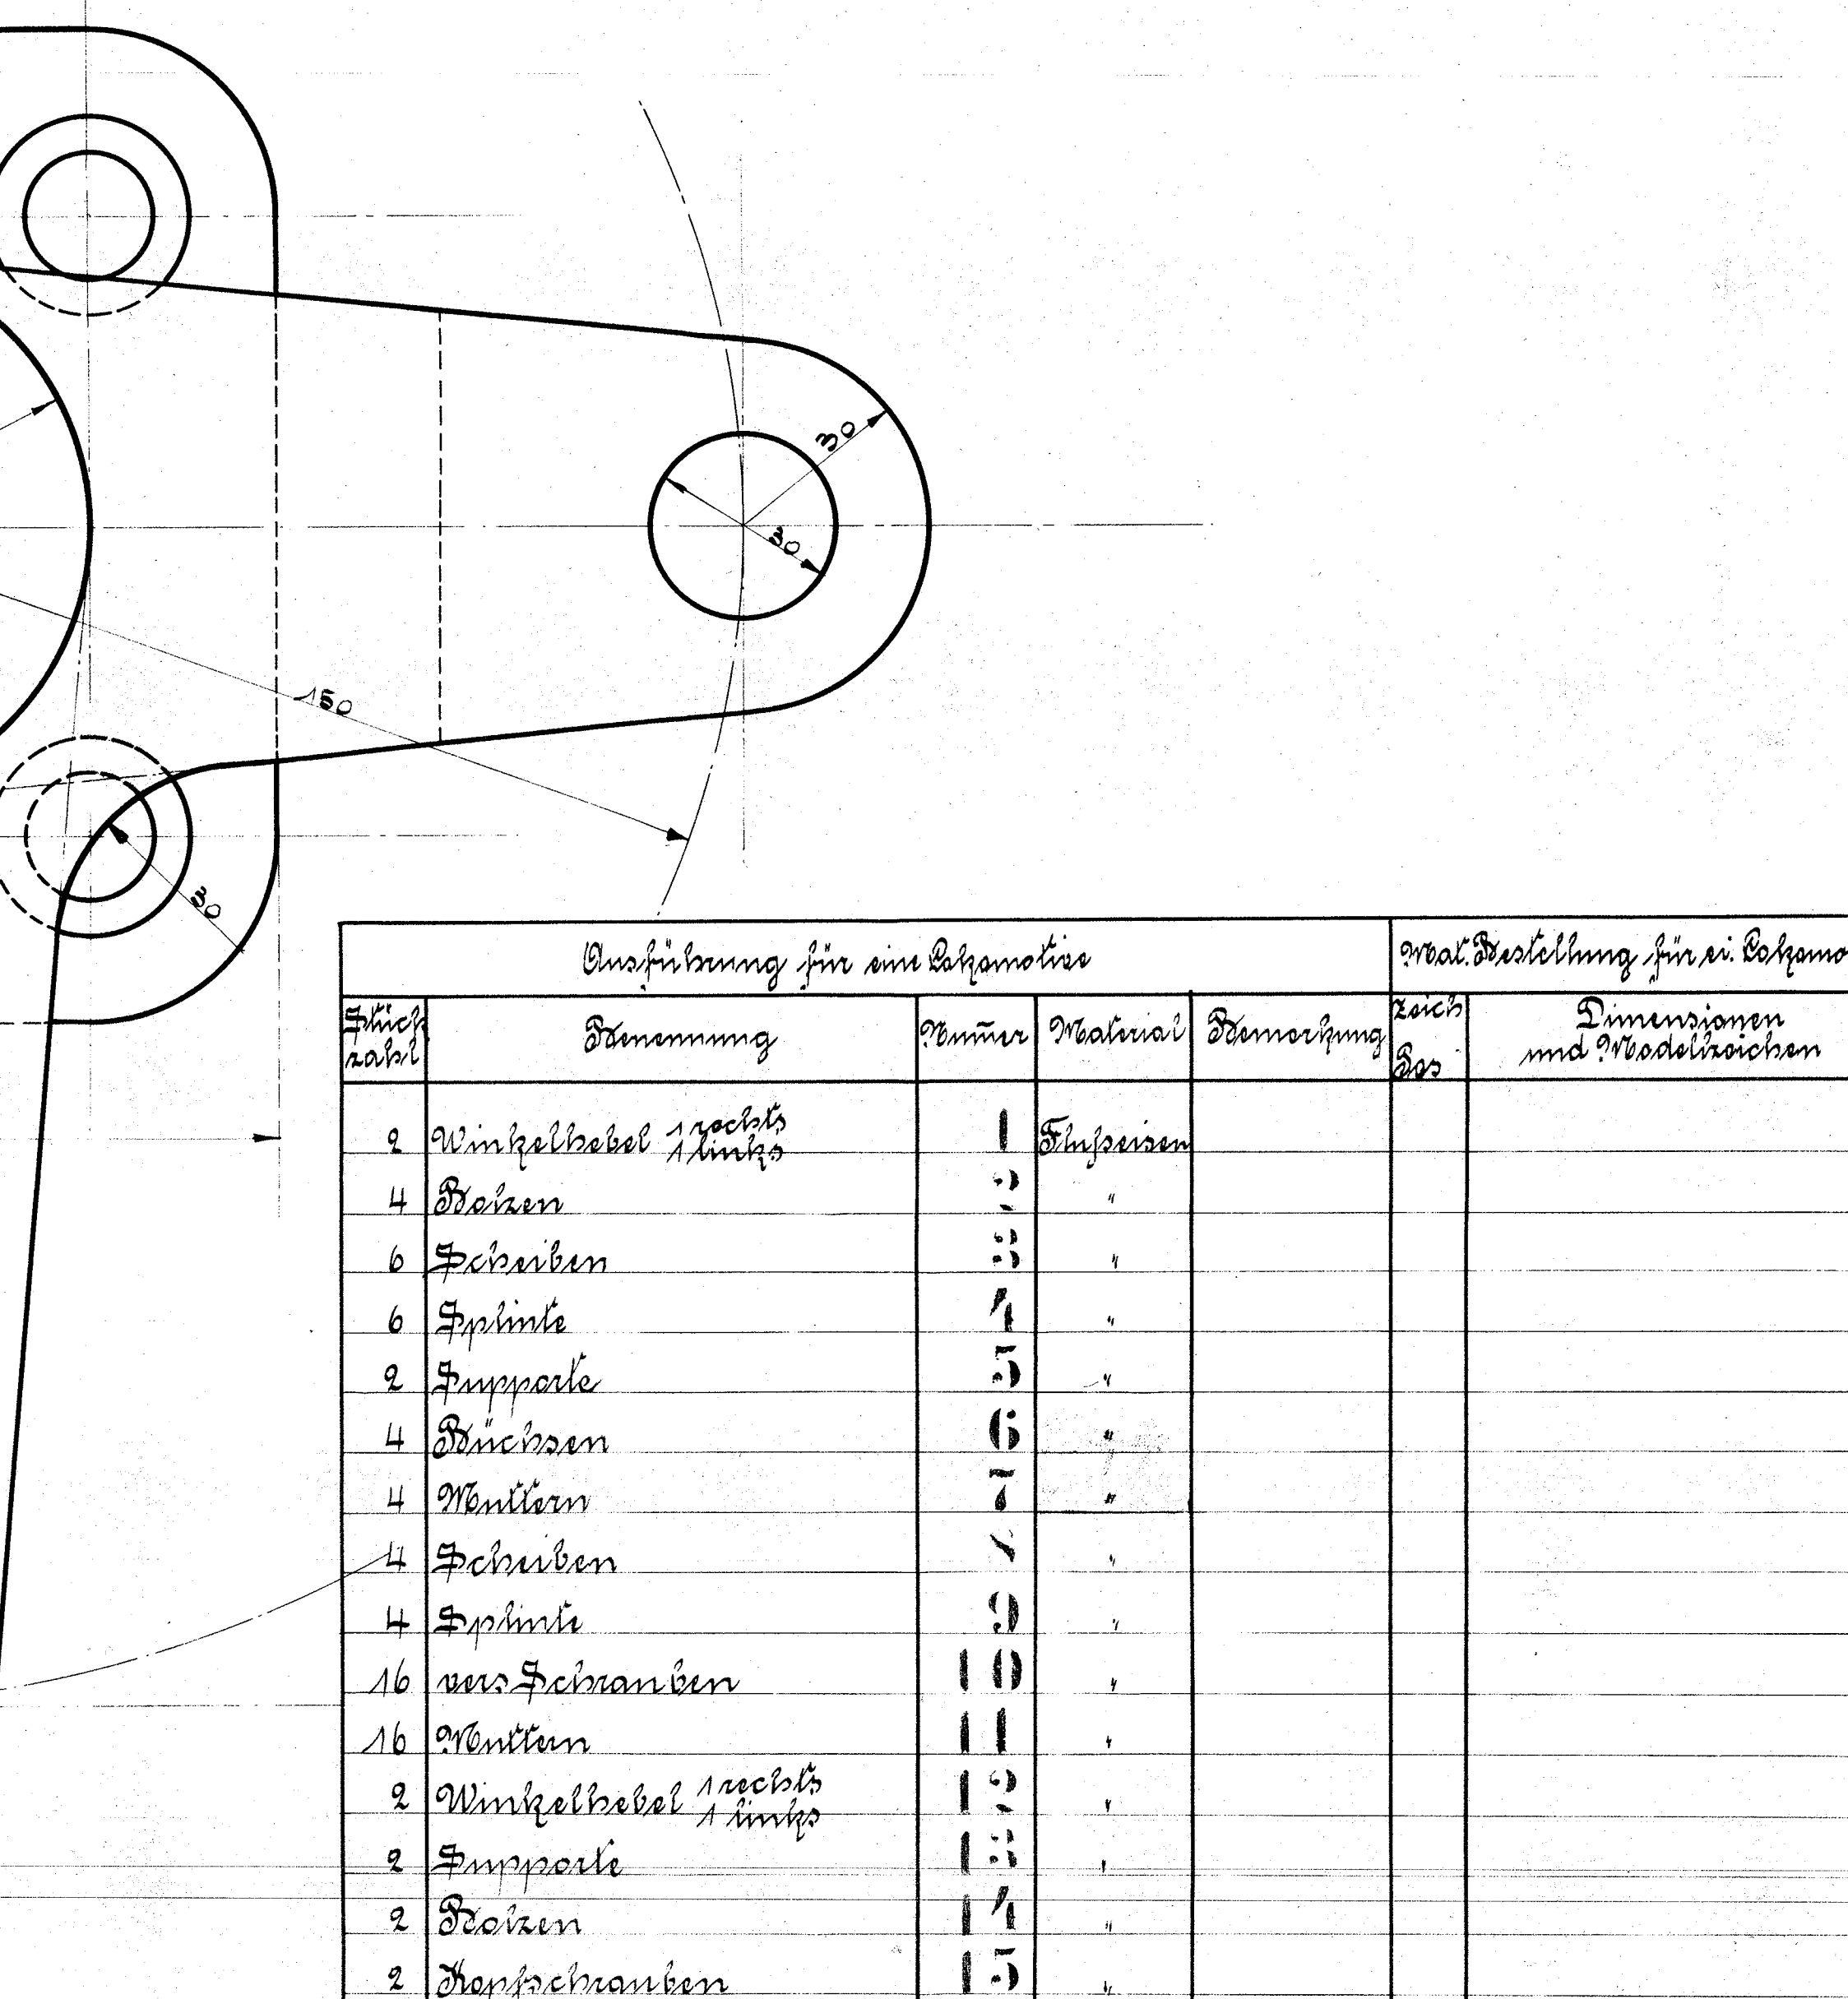 30
30
150
30
Ausführung für eine Lokomotive
Mat. Bestellung für ei. Lokomo
Stück
zahl
Benennung
Num̄er
Material
Bemerkung
Zeich
Pos
Dimensionen
und Modellzeichen
2 Winkelhebel 1 rechts
1 links
1 Flußeisen
4 Bolzen 2 "
6 Scheiben 3 "
6 Splinte 4 "
2 Supporte 5 "
4 Büchsen 6 "
4 Muttern 7 "
4 Scheiben "
4 Splinte 9 "
16 vers. Schrauben 10 "
16 Muttern 11 "
2 Winkelhebel 1 rechts
1 links
12 "
2 Supporte 13 "
2 Bolzen 14 "
2 Kopfschrauben 15 "